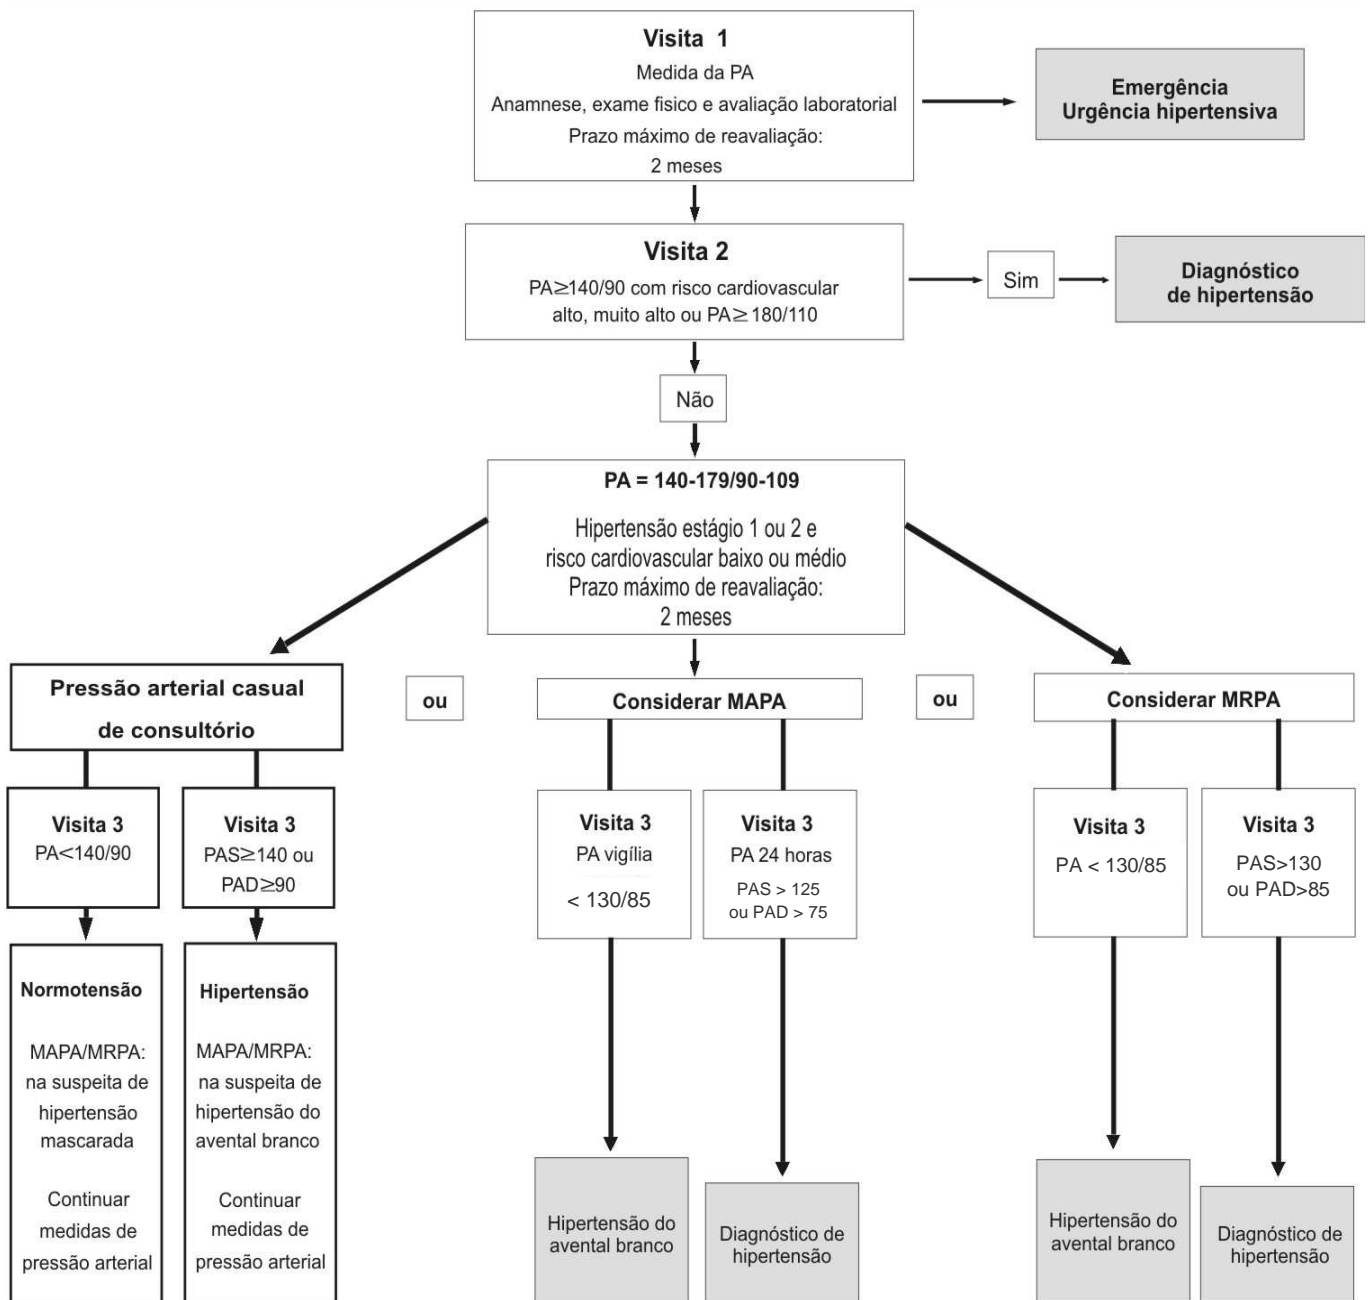 Visita 1
Medida da PA
Anamnese, exame fisico e avaliação laboratorial
Prazo máximo de reavaliação:
2 meses
Emergência
Urgência hipertensiva
Visita 2
PA≥140/90 com risco cardiovascular
alto, muito alto ou PA≥180/110
Sim
Diagnóstico
de hipertensão
Não
PA = 140-179/90-109
Hipertensão estágio 1 ou 2 e
risco cardiovascular baixo ou médio
Prazo máximo de reavaliação:
2 meses
Pressão arterial casual
de consultório
ou
Considerar MAPA
ou
Considerar MRPA
Visita 3
PA<140/90
Visita 3
PAS≥140 ou
PAD≥90
Visita 3
PA vigília
< 130/85
Visita 3
PA 24 horas
PAS > 125
ou PAD > 75
Visita 3
PA < 130/85
Visita 3
PAS>130
ou PAD>85
Normotensão
MAPA/MRPA:
na suspeita de
hipertensão
mascarada
Continuar
medidas de
pressão arterial
Hipertensão
MAPA/MRPA:
na suspeita de
hipertensão do
avental branco
Continuar
medidas de
pressão arterial
Hipertensão do
avental branco
Diagnóstico de
hipertensão
Hipertensão do
avental branco
Diagnóstico de
hipertensão